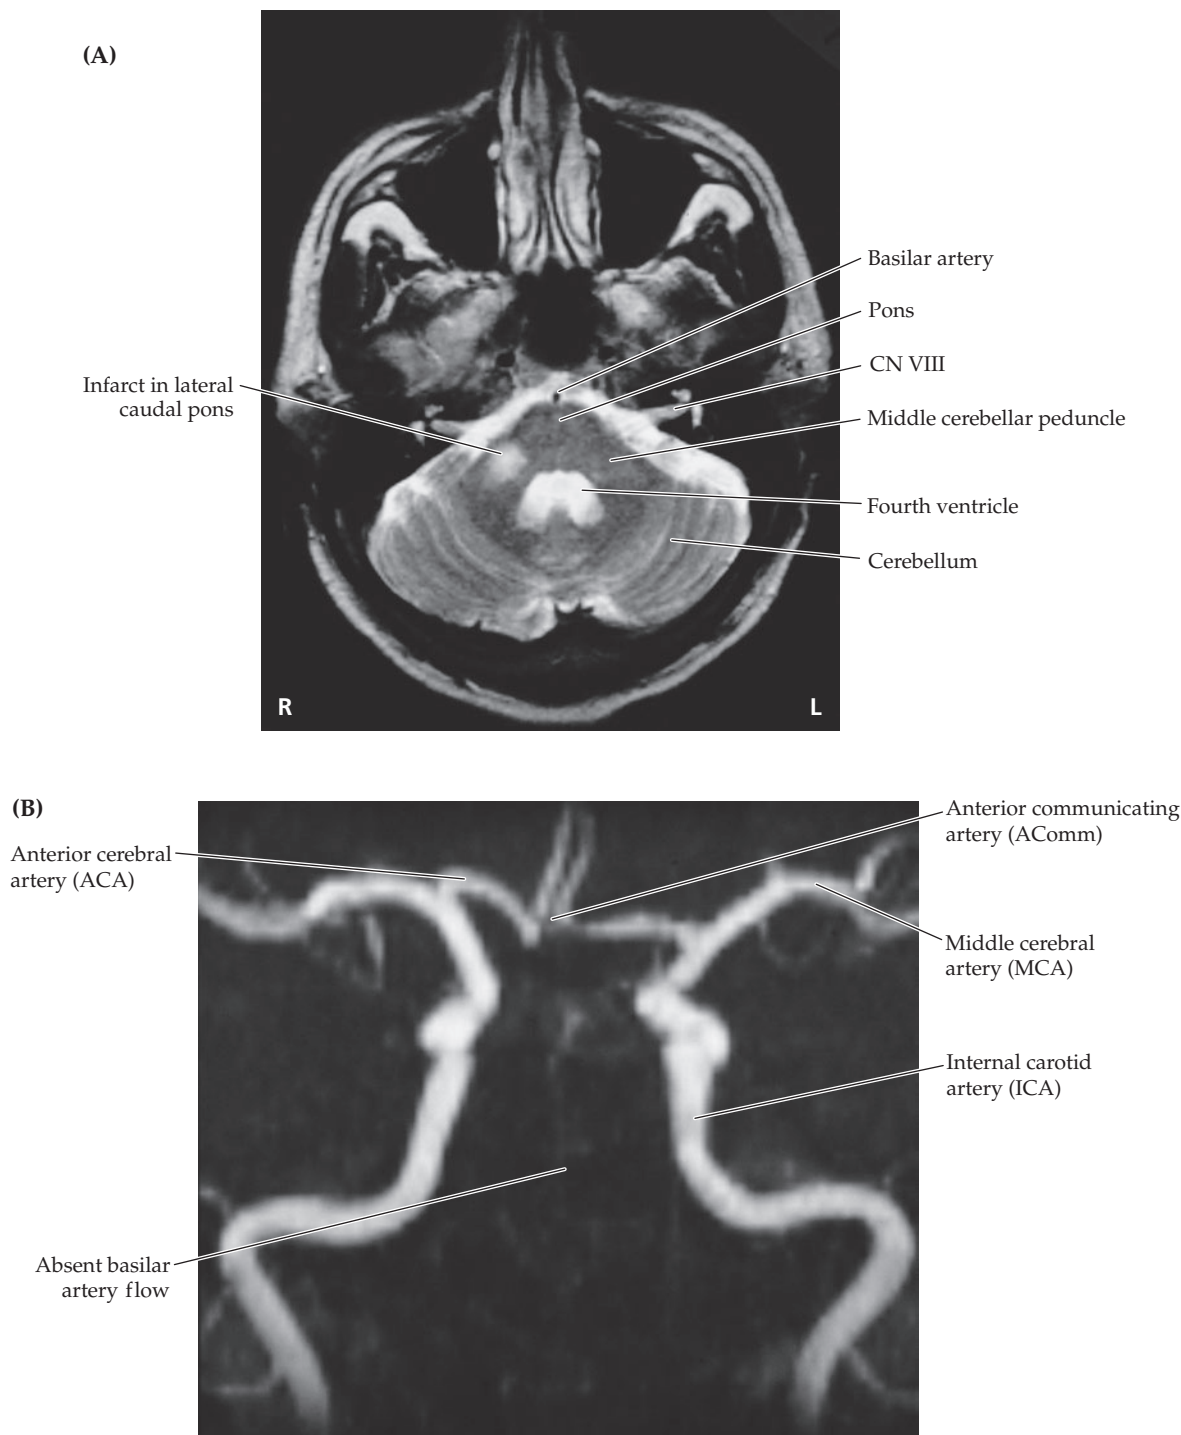 (A)
Basilar artery
Pons
CN VIII
Infarct in lateral
caudal pons
Middle cerebellar peduncle
Fourth ventricle
Cerebellum
R
L
(B)
Anterior communicating
artery (AComm)
Anterior cerebral
artery (ACA)
Middle cerebral
artery (MCA)
Internal carotid
artery (ICA)
Absent basilar
artery flow